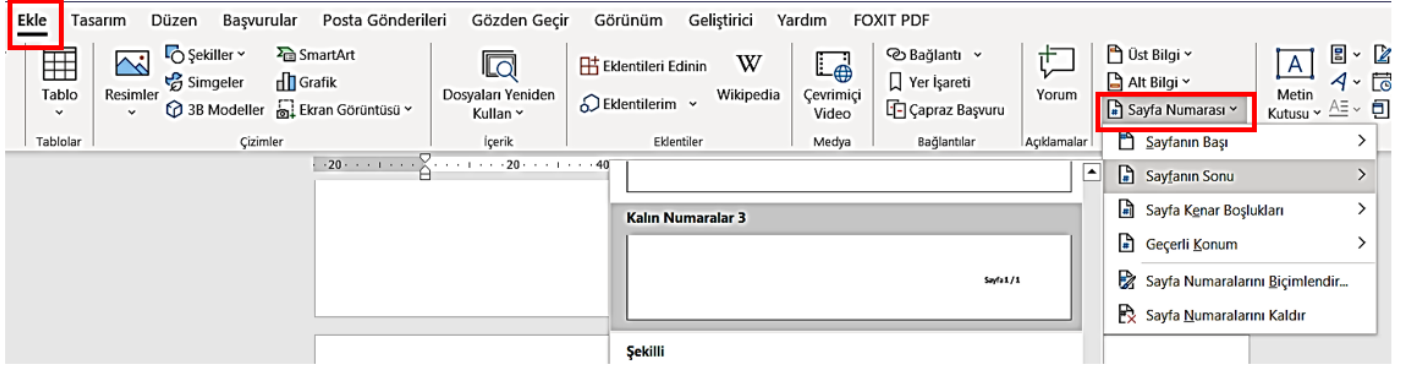 Ekle Tasarım Düzen Başvurular Posta Gönderileri Gözden Geçir Görünüm Geliştirici Yardım FOXIT PDF
Tablo
Tablolar
Resimler
Şekiller
Simgeler
3B Modeller
SmartArt
Grafik
Ekran Görüntüsü
Çizimler
Dosyaları Yeniden
Kullan
İçerik
Eklentileri Edinin
Eklentilerim
W
Wikipedia
Eklentiler
Çevrimiçi
Video
Medya
Bağlantı
Yer İşareti
Çapraz Başvuru
Bağlantılar
Yorum
Açıklamalar
Üst Bilgi
Alt Bilgi
Sayfa Numarası
A
Metin
Kutusu
Sayfanın Başı
Sayfanın Sonu
Sayfa Kenar Boşlukları
Geçerli Konum
Sayfa Numaralarını Biçimlendir...
Sayfa Numaralarını Kaldır
20 20 40
Kalın Numaralar 3
Sayfa 1 / 1
Şekilli